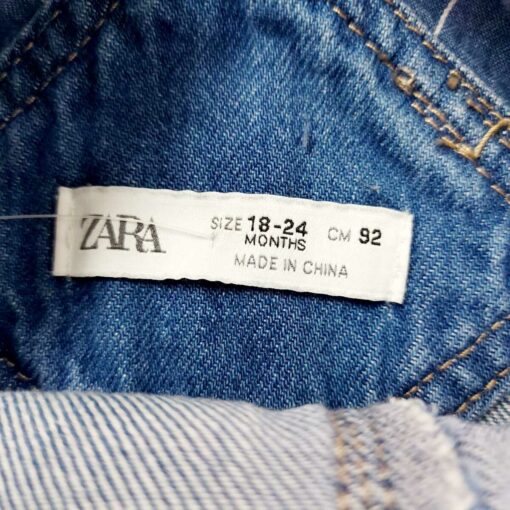 ZARA
SIZE 18-24 CM 92
MONTHS
MADE IN CHINA